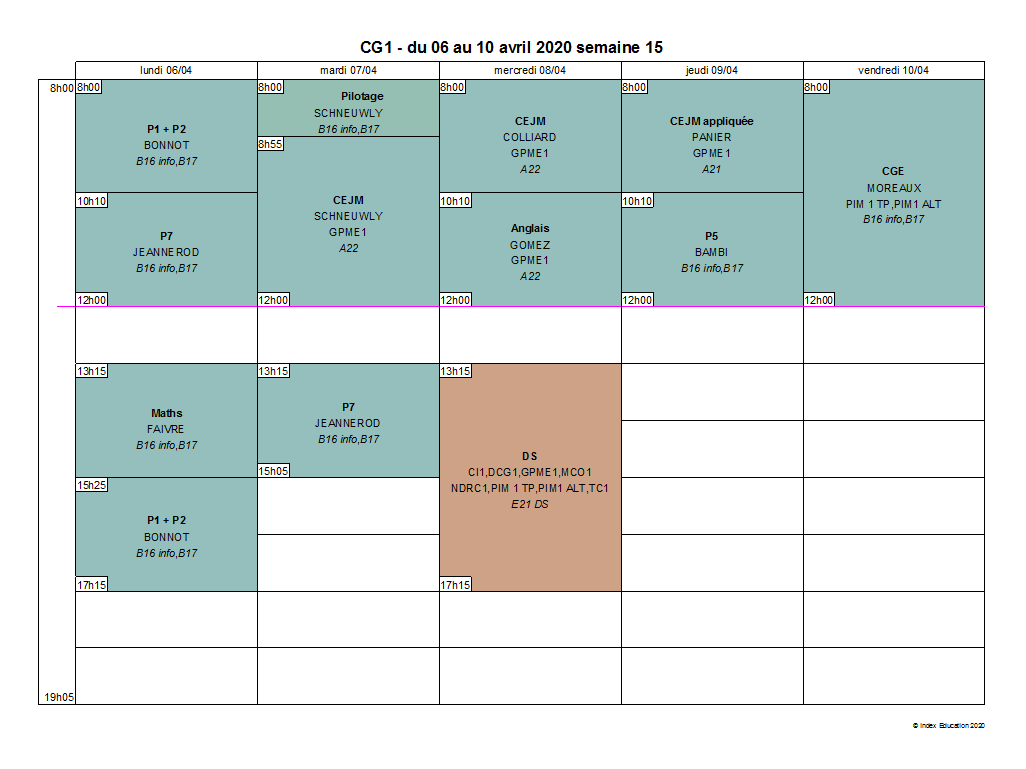 CG1 - du 06 au 10 avril 2020 semaine 15
lundi 06/04
mardi 07/04
mercredi 08/04
jeudi 09/04
vendredi 10/04
8h00
8h00
P1 + P2
BONNOT
B16 info,B17
10h10
P7
JEANNEROD
B16 info,B17
12h00
13h15
Maths
FAIVRE
B16 info,B17
15h25
P1 + P2
BONNOT
B16 info,B17
17h15
8h00
Pilotage
SCHNEUWLY
B16 info,B17
8h55
CEJM
SCHNEUWLY
GPME1
A22
12h00
13h15
P7
JEANNEROD
B16 info,B17
15h05
8h00
CEJM
COLLIARD
GPME1
A22
10h10
Anglais
GOMEZ
GPME1
A22
12h00
13h15
DS
CI1,DCG1,GPME1,MCO1
NDRC1,PIM 1 TP,PIM1 ALT,TC1
E21 DS
17h15
8h00
CEJM appliquée
PANIER
GPME1
A21
10h10
P5
BAMBI
B16 info,B17
12h00
8h00
CGE
MOREAUX
PIM 1 TP,PIM1 ALT
B16 info,B17
12h00
19h05
© Index Education 2020